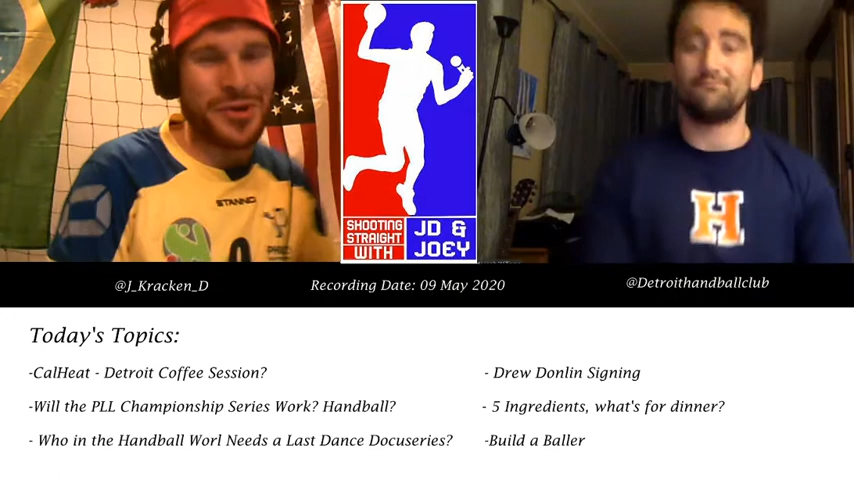 STANNO
H
SHOOTING
STRAIGHT
WITH
JD &
JOEY
@J_Kracken_D
Recording Date: 09 May 2020
@Detroithandballclub
Today's Topics:
-CalHeat - Detroit Coffee Session?
- Drew Donlin Signing
-Will the PLL Championship Series Work? Handball?
- 5 Ingredients, what's for dinner?
- Who in the Handball Worl Needs a Last Dance Docuseries?
-Build a Baller